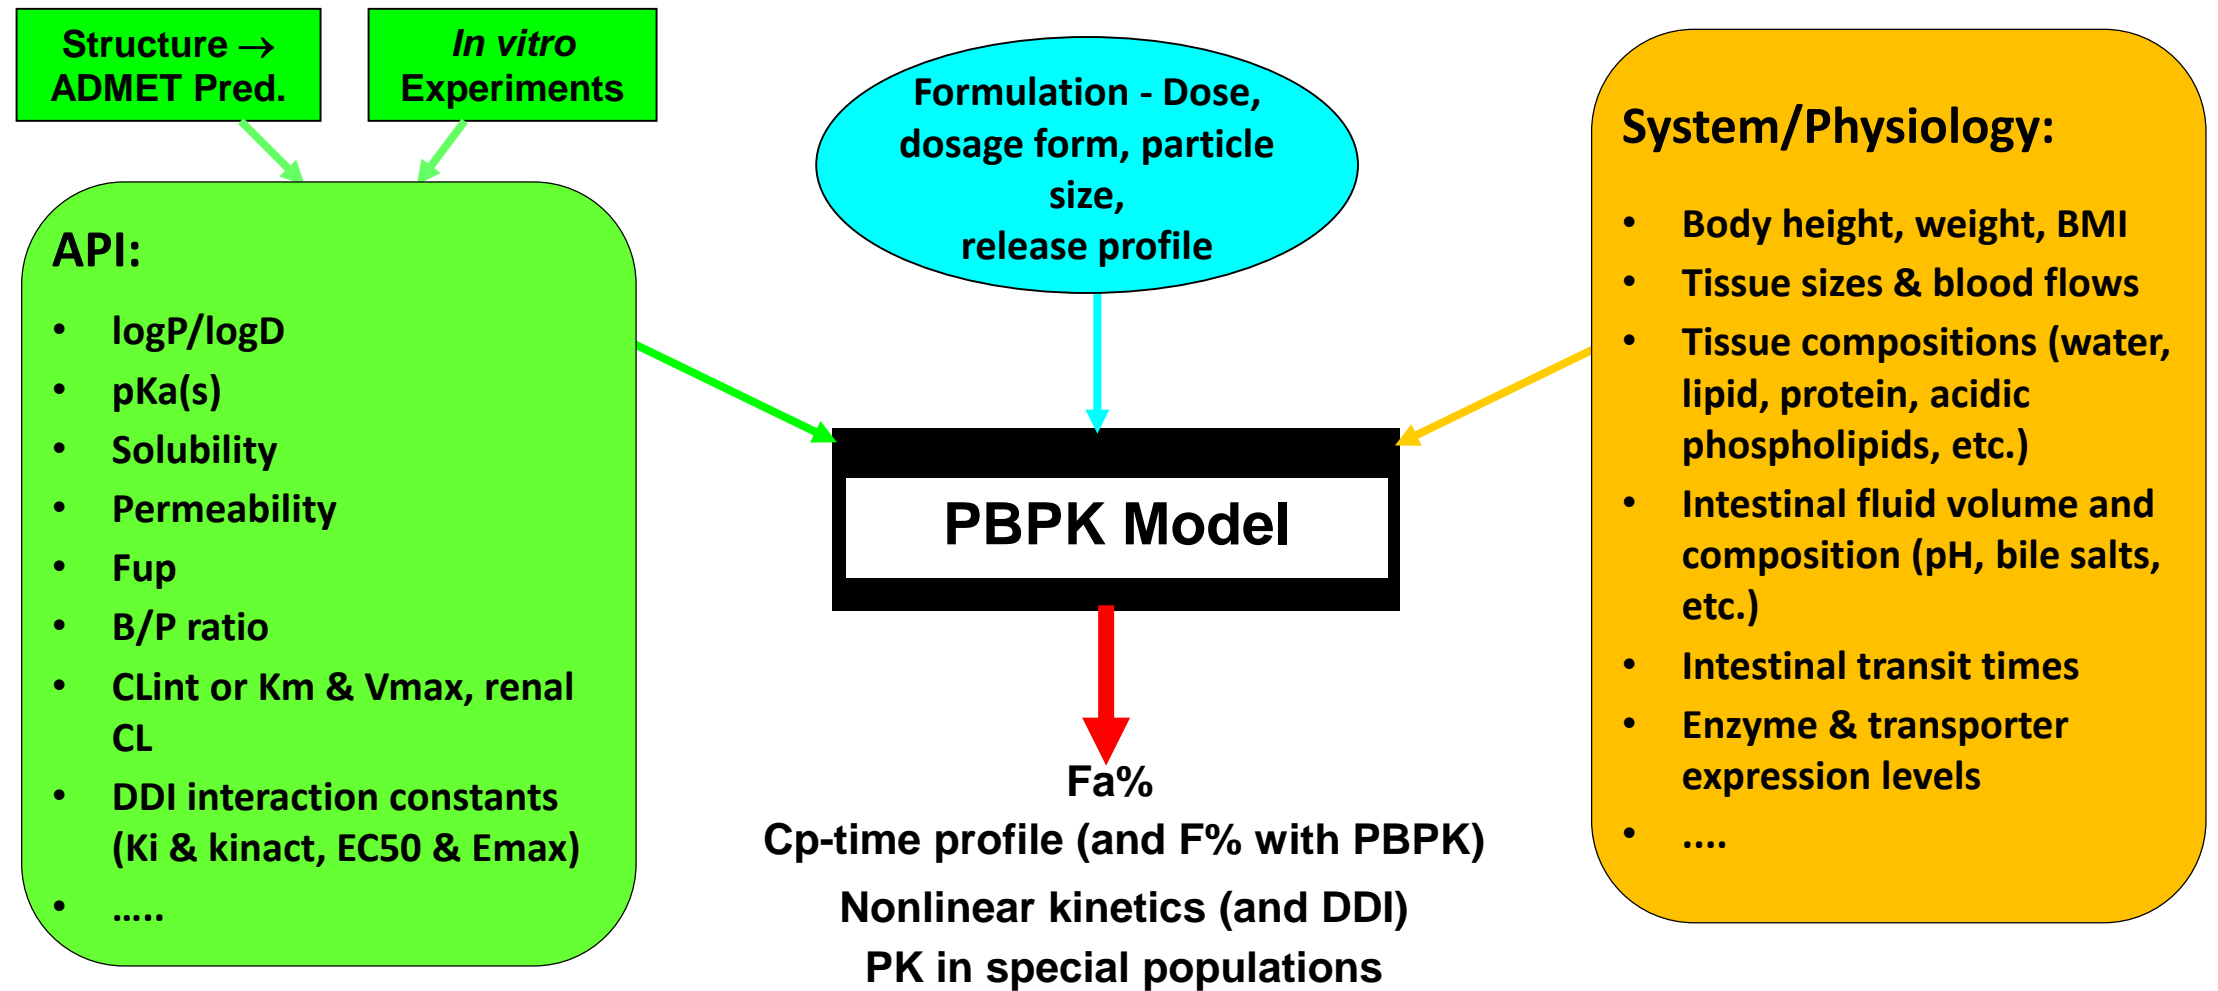 Structure →
ADMET Pred.
In vitro
Experiments
API:
• logP/logD
• pKa(s)
• Solubility
• Permeability
• Fup
• B/P ratio
• CLint or Km & Vmax, renal
CL
• DDI interaction constants
(Ki & kinact, EC50 & Emax)
• .....
Formulation - Dose,
dosage form, particle
size,
release profile
PBPK Model
Fa%
Cp-time profile (and F% with PBPK)
Nonlinear kinetics (and DDI)
PK in special populations
System/Physiology:
• Body height, weight, BMI
• Tissue sizes & blood flows
• Tissue compositions (water,
lipid, protein, acidic
phospholipids, etc.)
• Intestinal fluid volume and
composition (pH, bile salts,
etc.)
• Intestinal transit times
• Enzyme & transporter
expression levels
• ....